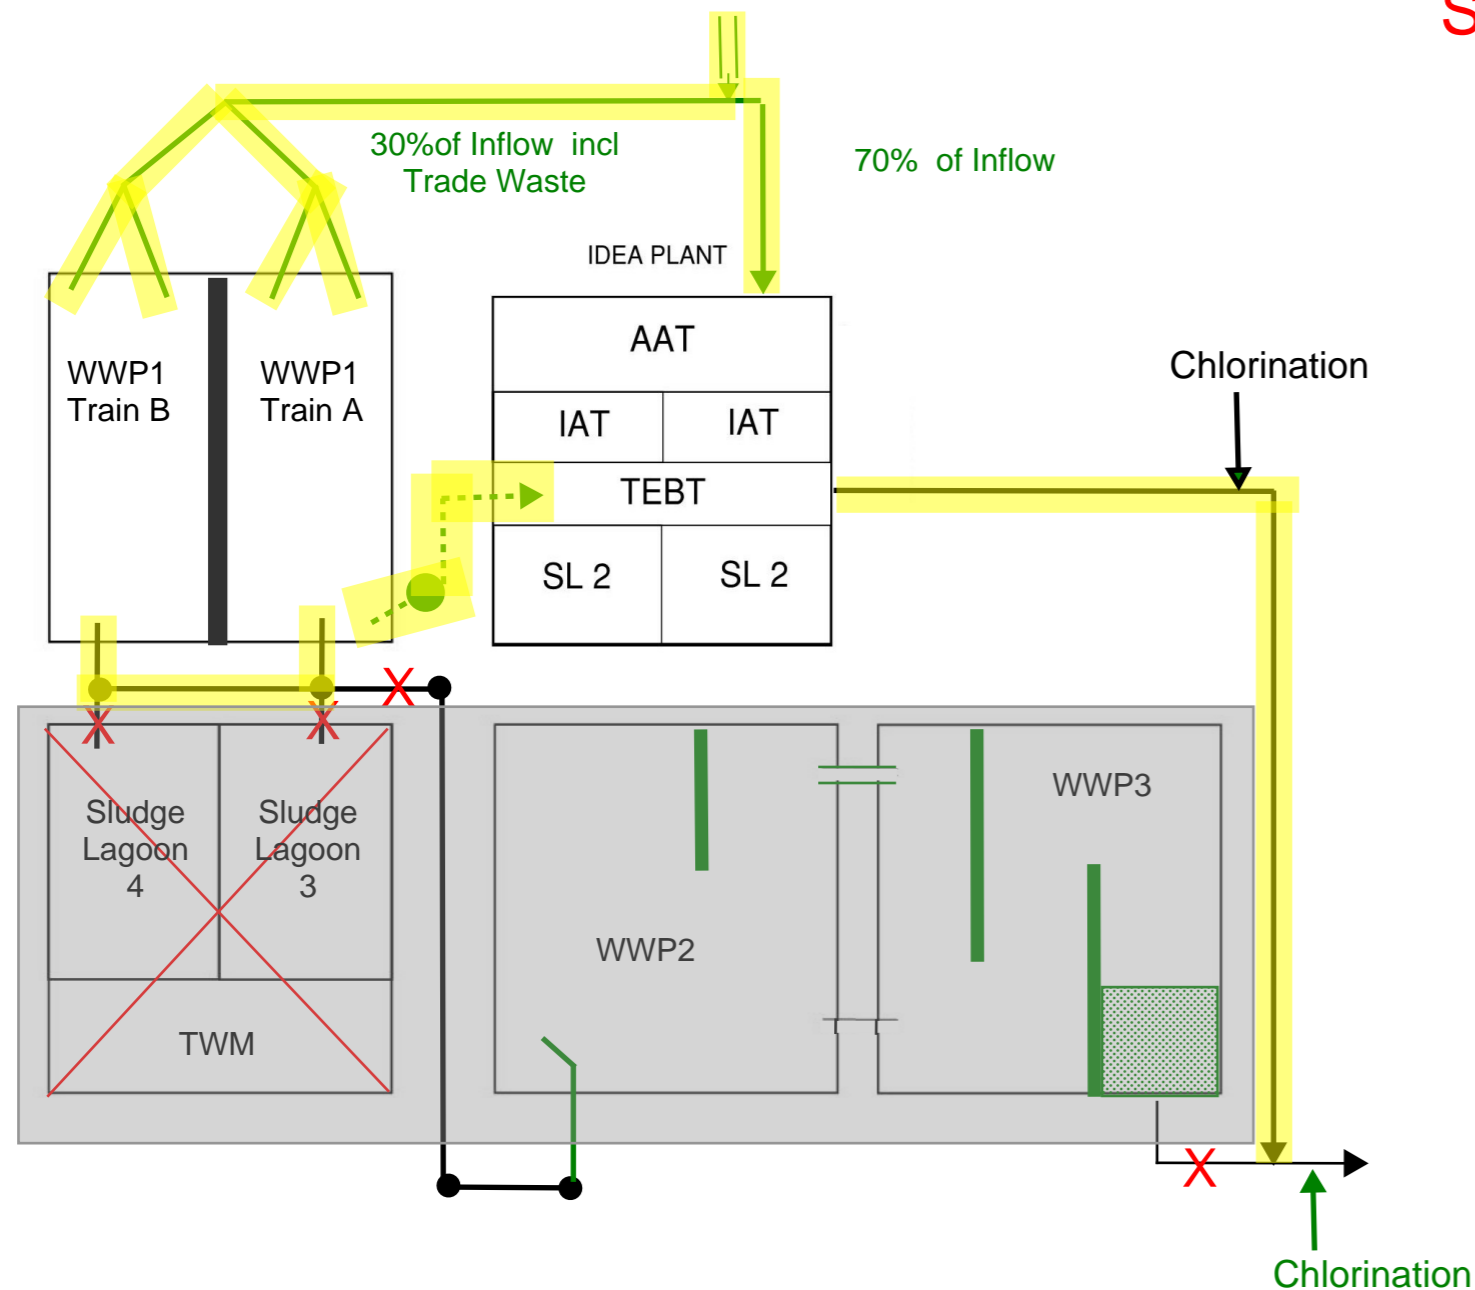 S
30%of Inflow incl
Trade Waste
70% of Inflow
IDEA PLANT
AAT
WWP1
Train B
WWP1
Train A
Chlorination
IAT
IAT
TEBT
SL 2
SL 2
X
X
X
Sludge
Lagoon
4
Sludge
Lagoon
3
WWP3
WWP2
TWM
X
Chlorination